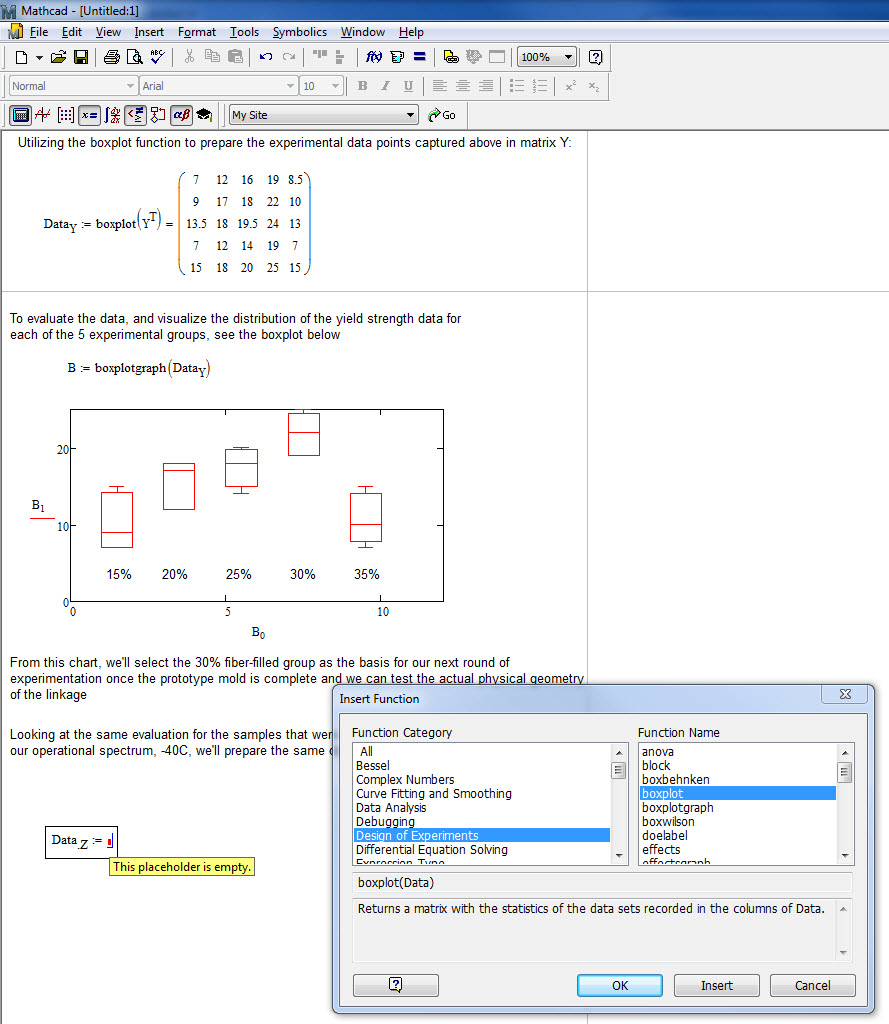 Mathcad - [Untitled:1]
File Edit View Insert Format Tools Symbolics Window Help
100%
Normal Arial 10 B I U
My Site Go
Utilizing the boxplot function to prepare the experimental data points captured above in matrix Y:
7 12 16 19 8.5
9 17 18 22 10
Data_Y := boxplot(Y^T) = 13.5 18 19.5 24 13
7 12 14 19 7
15 18 20 25 15
To evaluate the data, and visualize the distribution of the yield strength data for
each of the 5 experimental groups, see the boxplot below
B := boxplotgraph(Data_Y)
20
B_1
10
15% 20% 25% 30% 35%
0
0 5 10
B_0
From this chart, we'll select the 30% fiber-filled group as the basis for our next round of
experimentation once the prototype mold is complete and we can test the actual physical geometry
of the linkage
Looking at the same evaluation for the samples that wer
our operational spectrum, -40C, we'll prepare the same
Data_Z :=
This placeholder is empty.
Insert Function
Function Category
All
Bessel
Complex Numbers
Curve Fitting and Smoothing
Data Analysis
Debugging
Design of Experiments
Differential Equation Solving
Expression Type
Function Name
anova
block
boxbehnken
boxplot
boxplotgraph
boxwilson
doelabel
effects
effectsgraph
boxplot(Data)
Returns a matrix with the statistics of the data sets recorded in the columns of Data.
OK Insert Cancel